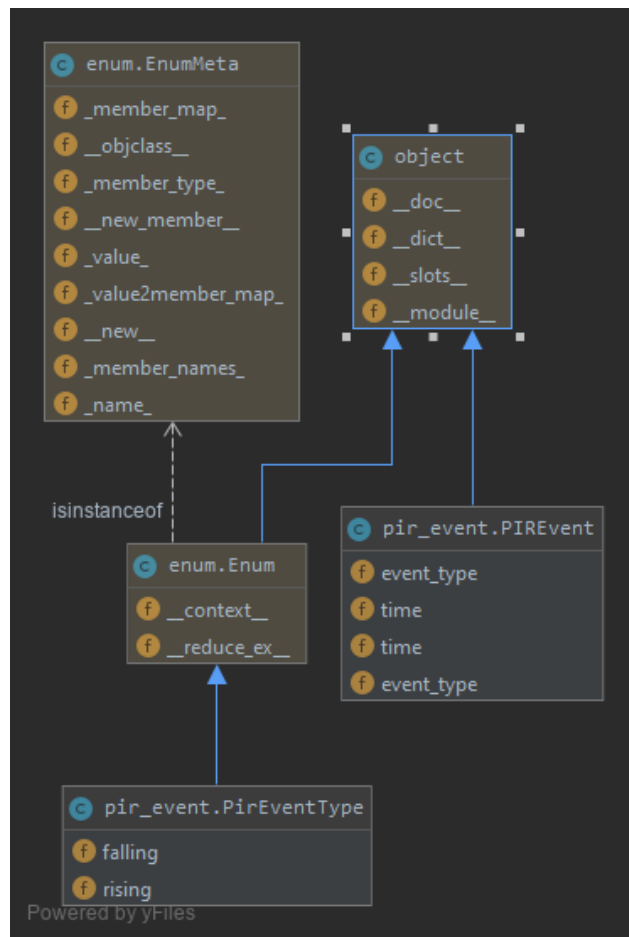 enum.EnumMeta
_member_map_
__objclass__
_member_type_
__new_member__
_value_
_value2member_map_
__new__
_member_names_
_name_
object
__doc__
__dict__
__slots__
__module__
isinstanceof
enum.Enum
__context__
__reduce_ex__
pir_event.PIREvent
event_type
time
time
event_type
pir_event.PirEventType
falling
rising
Powered by yFiles